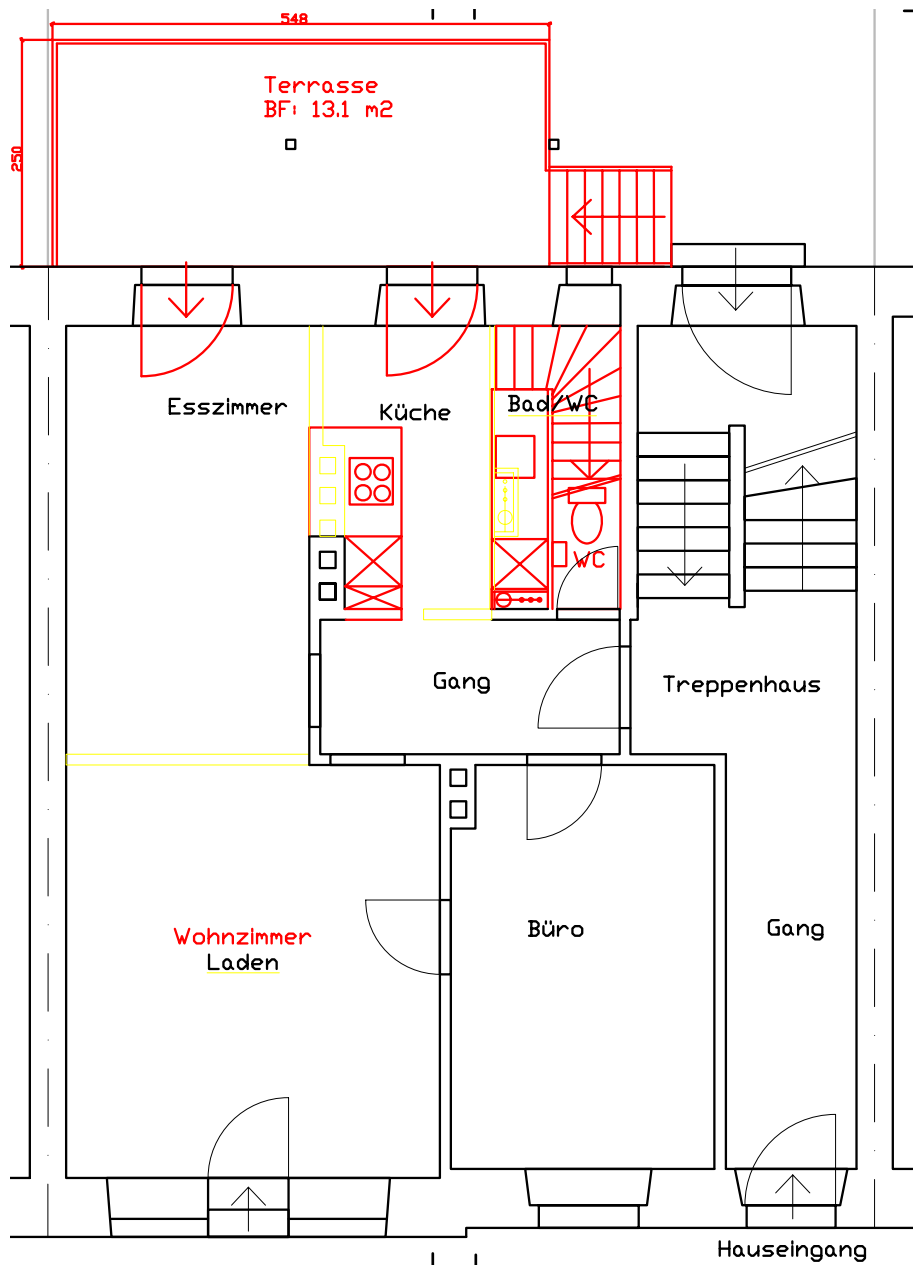 548
Terrasse
BF: 13.1 m2
250
Esszimmer
Küche
Bad/WC
WC
Gang
Treppenhaus
Wohnzimmer
Laden
Büro
Gang
Hauseingang